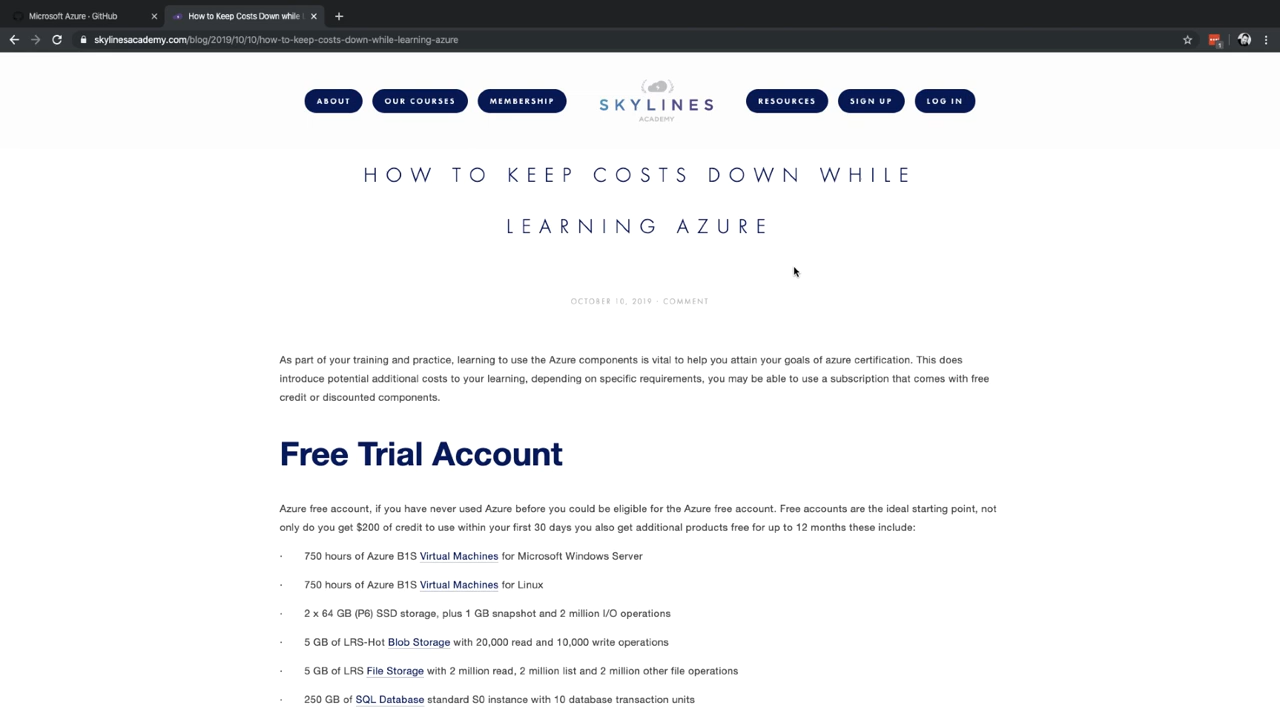 Microsoft Azure · GitHub
How to Keep Costs Down while
skylinesacademy.com/blog/2019/10/10/how-to-keep-costs-down-while-learning-azure
ABOUT
OUR COURSES
MEMBERSHIP
SKYLINES
ACADEMY
RESOURCES
SIGN UP
LOG IN
HOW TO KEEP COSTS DOWN WHILE
LEARNING AZURE
OCTOBER 10, 2019 · COMMENT
As part of your training and practice, learning to use the Azure components is vital to help you attain your goals of azure certification. This does
introduce potential additional costs to your learning, depending on specific requirements, you may be able to use a subscription that comes with free
credit or discounted components.
Free Trial Account
Azure free account, if you have never used Azure before you could be eligible for the Azure free account. Free accounts are the ideal starting point, not
only do you get $200 of credit to use within your first 30 days you also get additional products free for up to 12 months these include:
· 750 hours of Azure B1S Virtual Machines for Microsoft Windows Server
· 750 hours of Azure B1S Virtual Machines for Linux
· 2 x 64 GB (P6) SSD storage, plus 1 GB snapshot and 2 million I/O operations
· 5 GB of LRS-Hot Blob Storage with 20,000 read and 10,000 write operations
· 5 GB of LRS File Storage with 2 million read, 2 million list and 2 million other file operations
· 250 GB of SQL Database standard S0 instance with 10 database transaction units